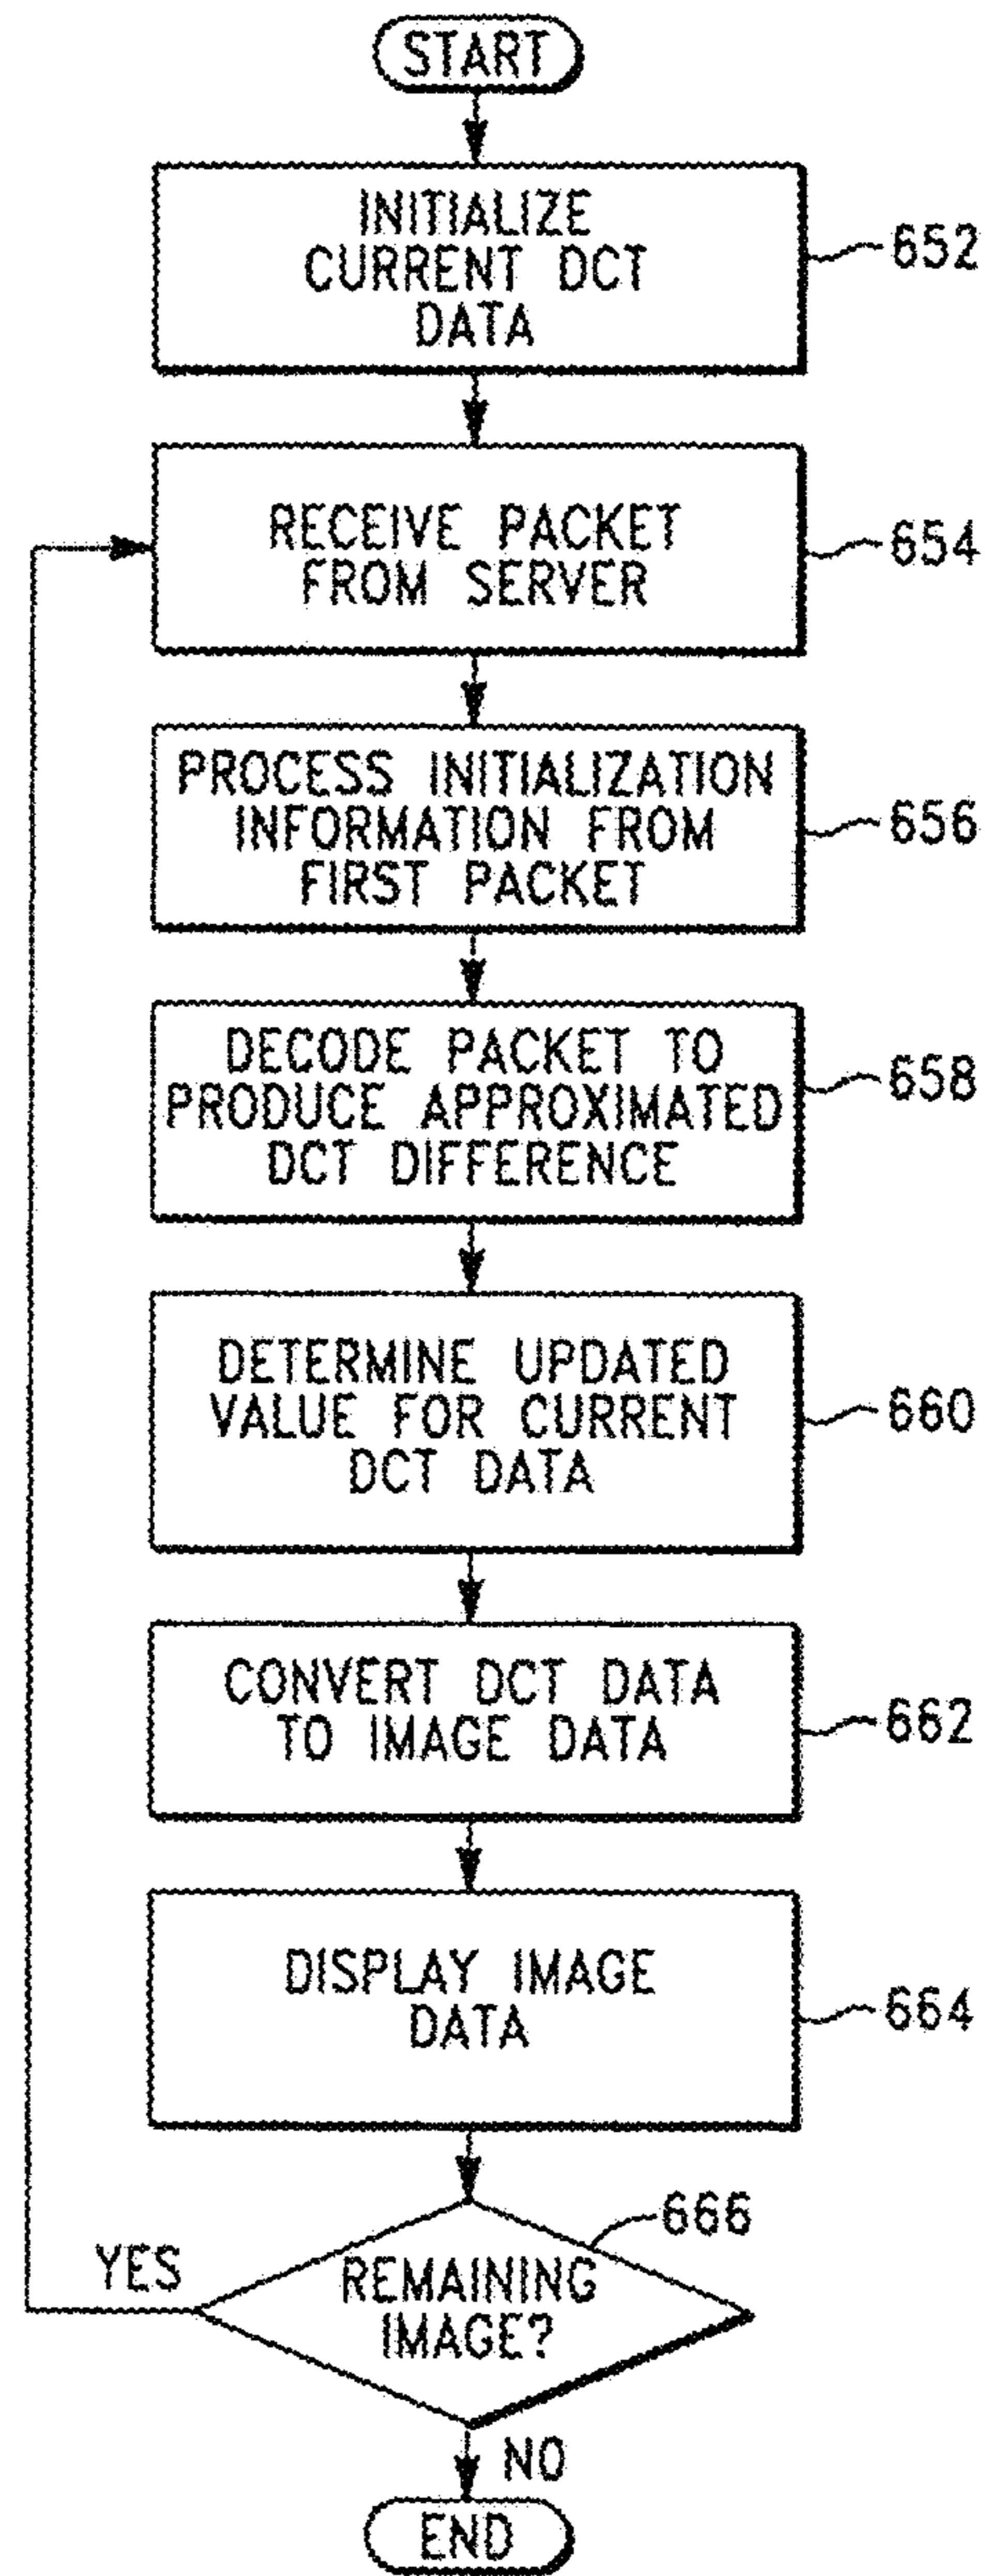 START
INITIALIZE
CURRENT DCT
DATA
652
RECEIVE PACKET
FROM SERVER
654
PROCESS INITIALIZATION
INFORMATION FROM
FIRST PACKET
656
DECODE PACKET TO
PRODUCE APPROXIMATED
DCT DIFFERENCE
658
DETERMINE UPDATED
VALUE FOR CURRENT
DCT DATA
660
CONVERT DCT DATA
TO IMAGE DATA
662
DISPLAY IMAGE
DATA
664
666
YES
REMAINING
IMAGE?
NO
END